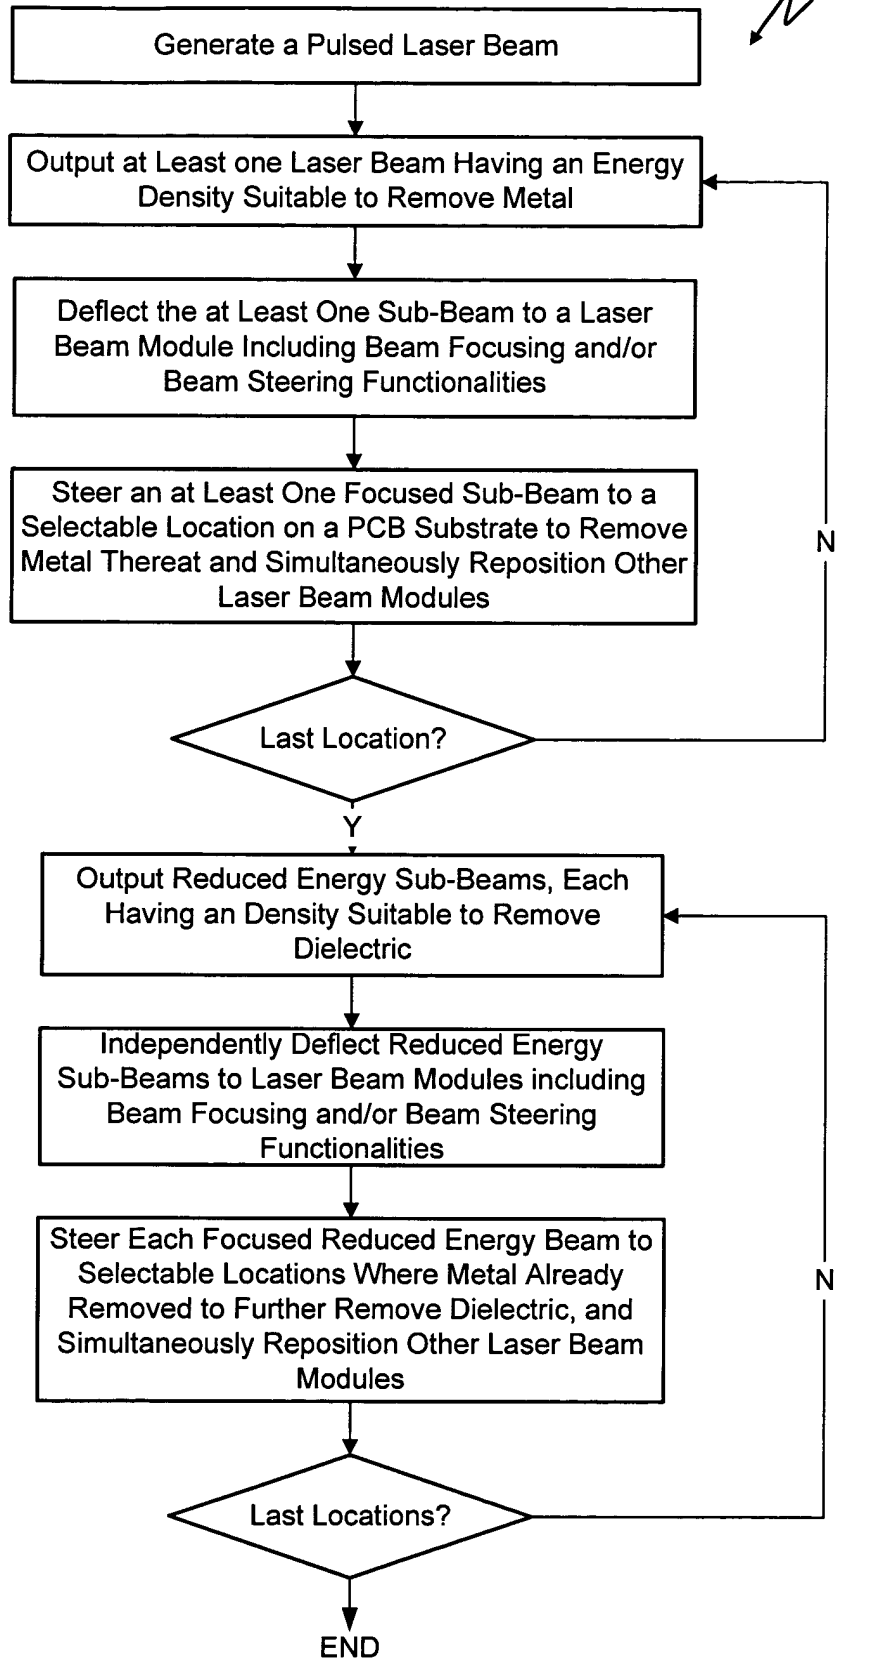 Generate a Pulsed Laser Beam
Output at Least one Laser Beam Having an Energy
Density Suitable to Remove Metal
Deflect the at Least One Sub-Beam to a Laser
Beam Module Including Beam Focusing and/or
Beam Steering Functionalities
Steer an at Least One Focused Sub-Beam to a
Selectable Location on a PCB Substrate to Remove
Metal Thereat and Simultaneously Reposition Other
Laser Beam Modules
N
Last Location?
Y
Output Reduced Energy Sub-Beams, Each
Having an Density Suitable to Remove
Dielectric
Independently Deflect Reduced Energy
Sub-Beams to Laser Beam Modules including
Beam Focusing and/or Beam Steering
Functionalities
Steer Each Focused Reduced Energy Beam to
Selectable Locations Where Metal Already
Removed to Further Remove Dielectric, and
Simultaneously Reposition Other Laser Beam
Modules
N
Last Locations?
END